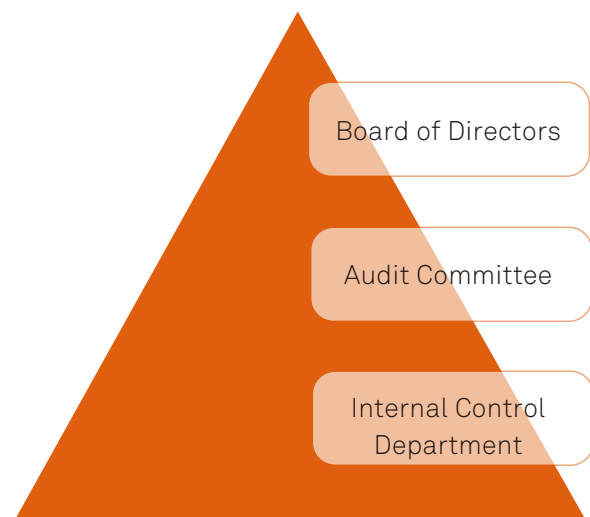 Board of Directors
Audit Committee
Internal Control
Department